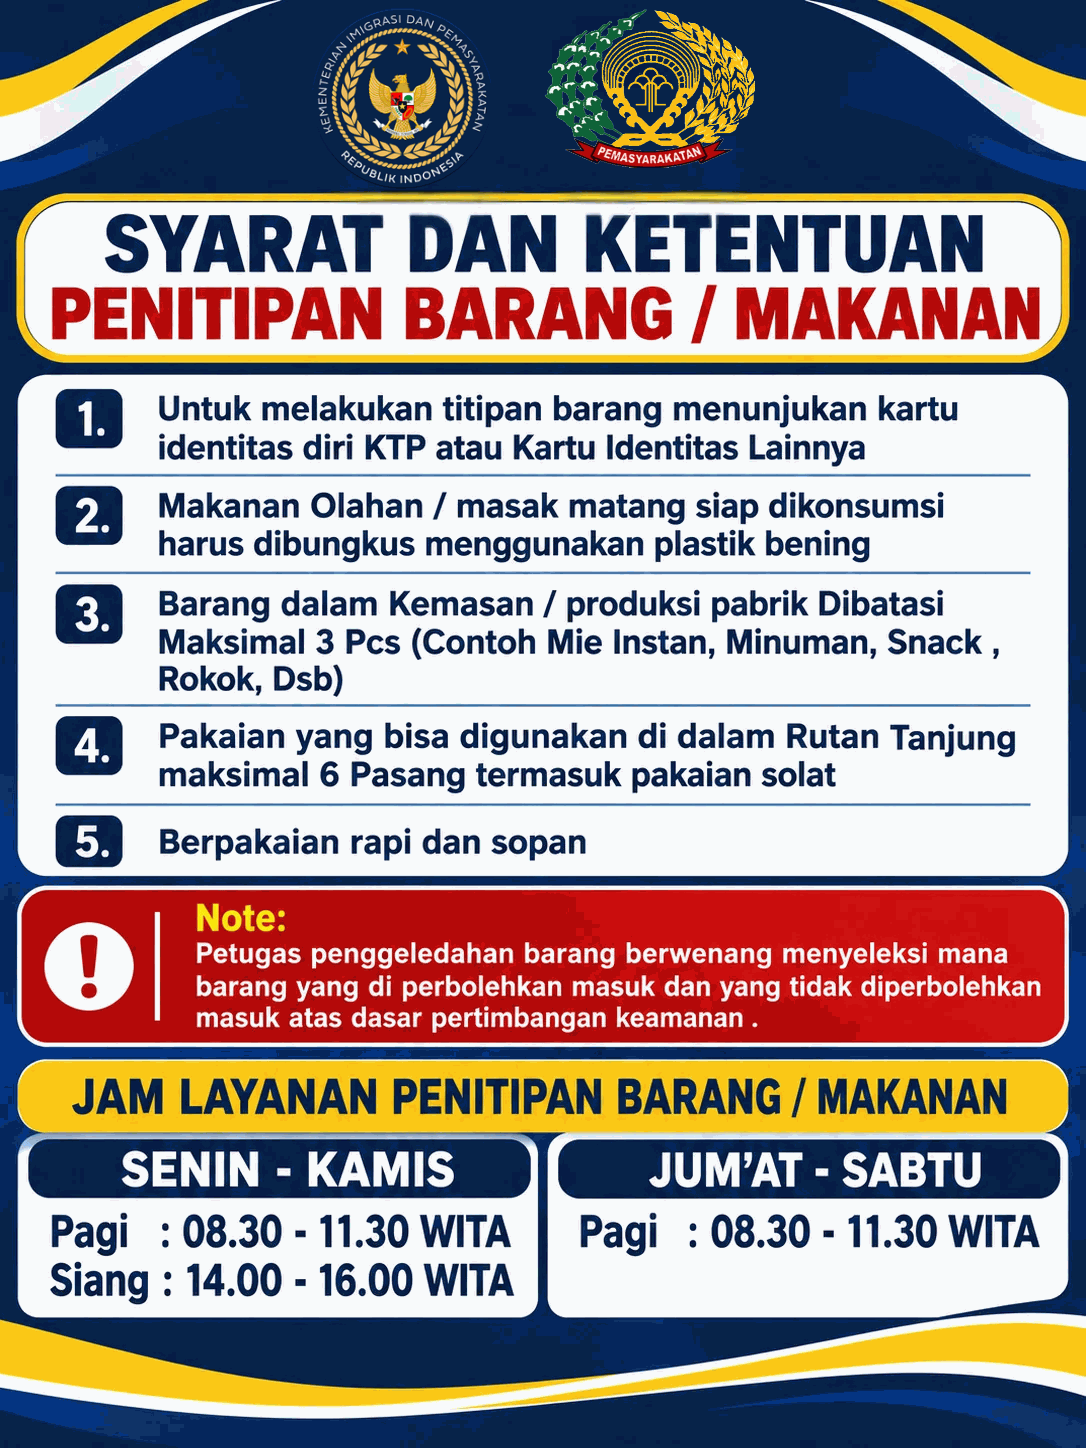 KEMENTERIAN IMIGRASI DAN PEMASYARAKATAN
REPUBLIK INDONESIA
PEMASYARAKATAN
SYARAT DAN KETENTUAN
PENITIPAN BARANG / MAKANAN
1. Untuk melakukan titipan barang menunjukan kartu
identitas diri KTP atau Kartu Identitas Lainnya
2. Makanan Olahan / masak matang siap dikonsumsi
harus dibungkus menggunakan plastik bening
3. Barang dalam Kemasan / produksi pabrik Dibatasi
Maksimal 3 Pcs (Contoh Mie Instan, Minuman, Snack ,
Rokok, Dsb)
4. Pakaian yang bisa digunakan di dalam Rutan Tanjung
maksimal 6 Pasang termasuk pakaian solat
5. Berpakaian rapi dan sopan
Note:
Petugas penggeledahan barang berwenang menyeleksi mana
barang yang di perbolehkan masuk dan yang tidak diperbolehkan
masuk atas dasar pertimbangan keamanan .
JAM LAYANAN PENITIPAN BARANG / MAKANAN
SENIN - KAMIS
Pagi : 08.30 - 11.30 WITA
Siang : 14.00 - 16.00 WITA
JUM'AT - SABTU
Pagi : 08.30 - 11.30 WITA